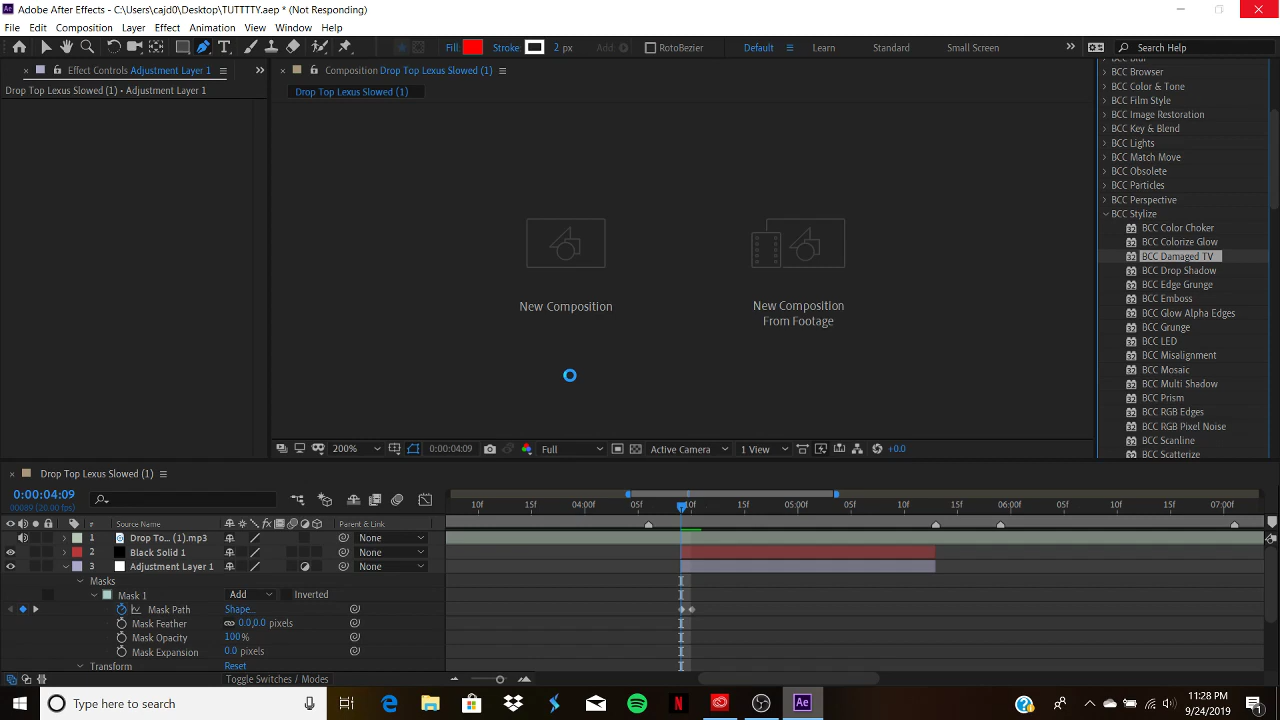 Adobe After Effects - C:\Users\cajd0\Desktop\TUTTTTY.aep * (Not Responding)
File Edit Composition Layer Effect Animation View Window Help
Fill: Stroke: 2 px Add: RotoBezier Default Learn Standard Small Screen Search Help
Effect Controls Adjustment Layer 1
Composition Drop Top Lexus Slowed (1)
Drop Top Lexus Slowed (1) • Adjustment Layer 1
Drop Top Lexus Slowed (1)
New Composition
New Composition
From Footage
BCC Blur
BCC Browser
BCC Color & Tone
BCC Film Style
BCC Image Restoration
BCC Key & Blend
BCC Lights
BCC Match Move
BCC Obsolete
BCC Particles
BCC Perspective
BCC Stylize
BCC Color Choker
BCC Colorize Glow
BCC Damaged TV
BCC Drop Shadow
BCC Edge Grunge
BCC Emboss
BCC Glow Alpha Edges
BCC Grunge
BCC LED
BCC Misalignment
BCC Mosaic
BCC Multi Shadow
BCC Prism
BCC RGB Edges
BCC RGB Pixel Noise
BCC Scanline
BCC Scatterize
200% 0:00:04:09 Full Active Camera 1 View +0.0
Drop Top Lexus Slowed (1)
0:00:04:09
00089 (20.00 fps)
10f 15f 04:00f 05f 10f 15f 05:00f 05f 10f 15f 06:00f 05f 10f 15f 07:00f
# Source Name fx Parent & Link
1 Drop To... (1).mp3 None
2 Black Solid 1 None
3 Adjustment Layer 1 None
Masks
Mask 1 Add Inverted
Mask Path Shape...
Mask Feather 0.0,0.0 pixels
Mask Opacity 100%
Mask Expansion 0.0 pixels
Transform Reset
Toggle Switches / Modes
Type here to search
11:28 PM
9/24/2019